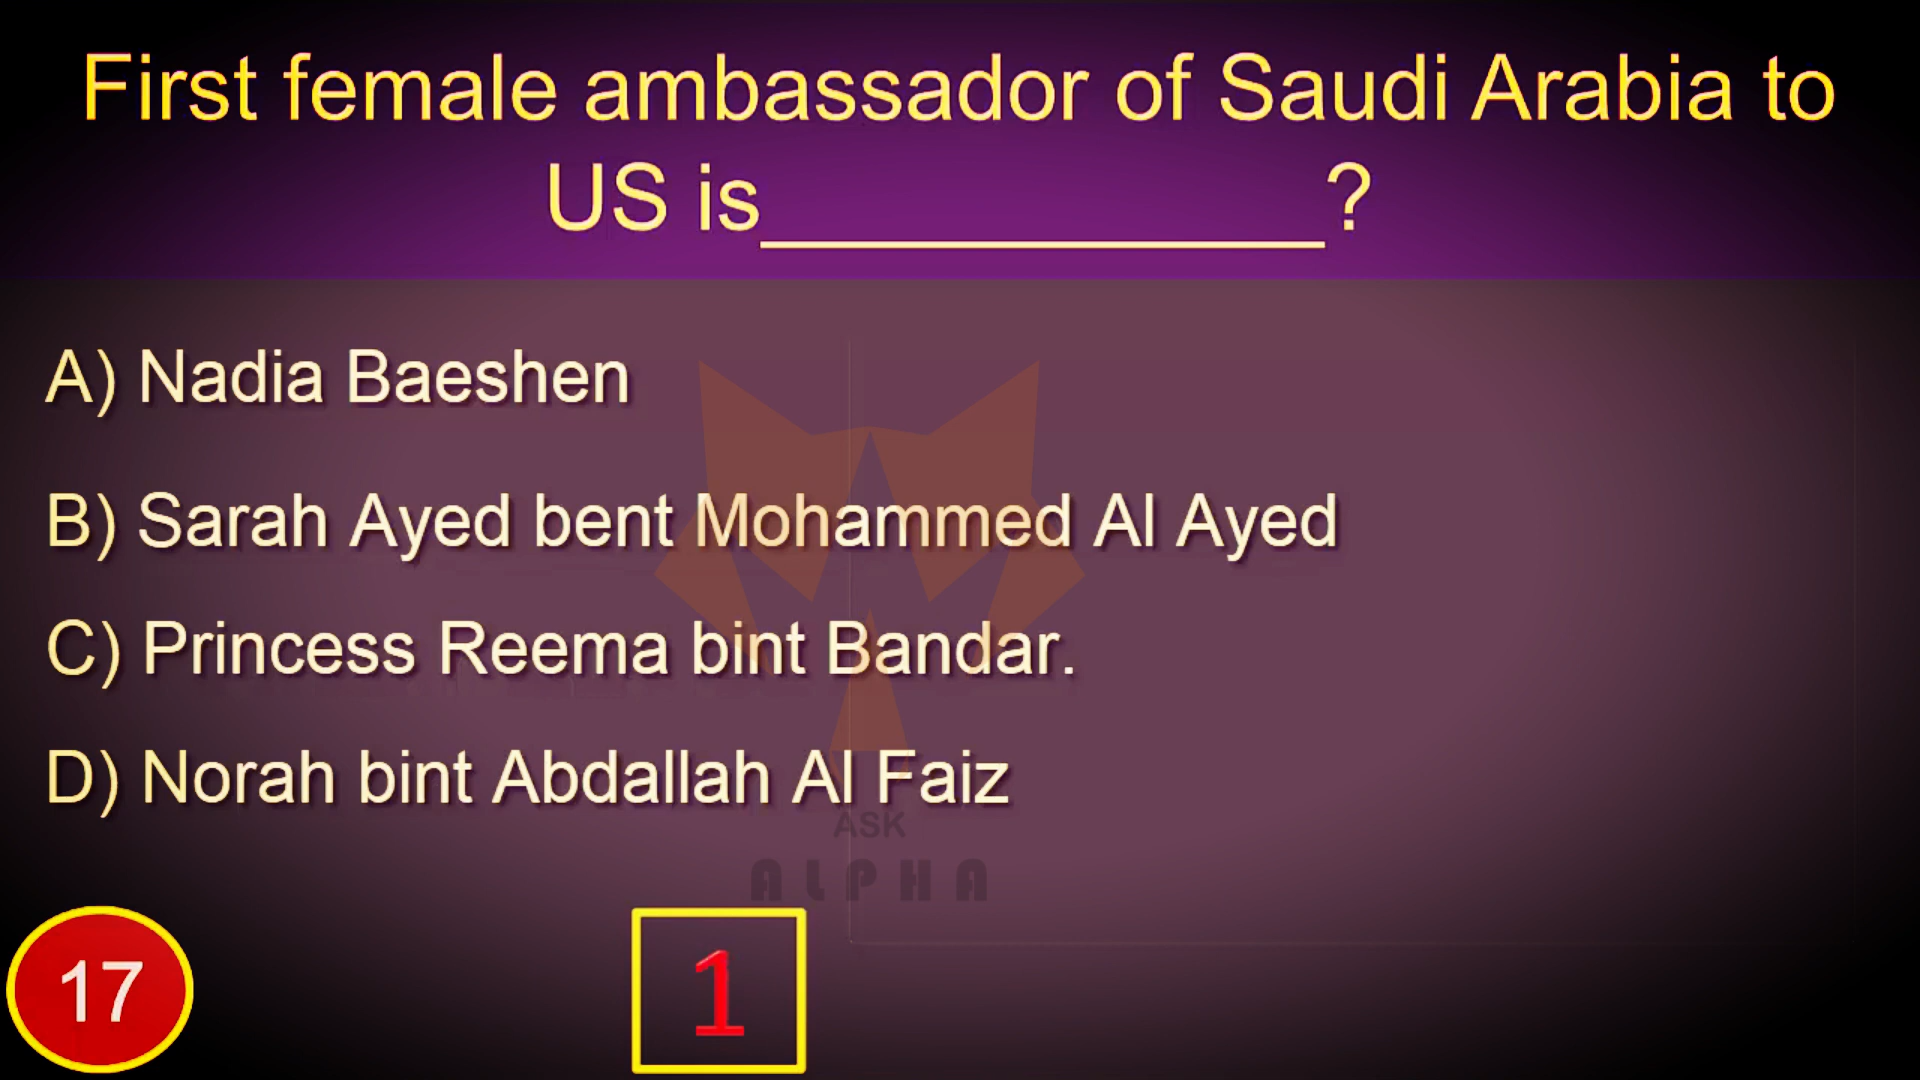 First female ambassador of Saudi Arabia to
US is____________?
A) Nadia Baeshen
B) Sarah Ayed bent Mohammed Al Ayed
C) Princess Reema bint Bandar.
D) Norah bint Abdallah Al Faiz
ASK
ALPHA
17
1